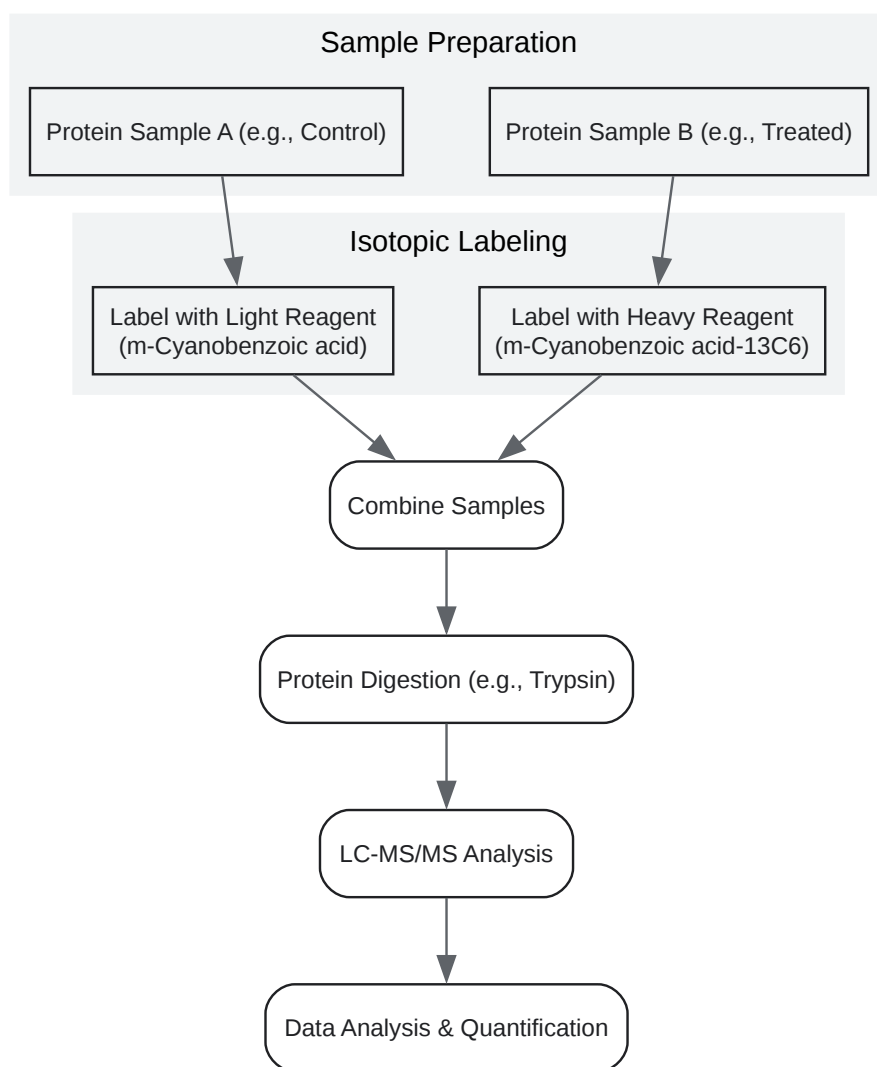 Sample Preparation
Protein Sample A (e.g., Control)
Protein Sample B (e.g., Treated)
Isotopic Labeling
Label with Light Reagent
(m-Cyanobenzoic acid)
Label with Heavy Reagent
(m-Cyanobenzoic acid-13C6)
Combine Samples
Protein Digestion (e.g., Trypsin)
LC-MS/MS Analysis
Data Analysis & Quantification